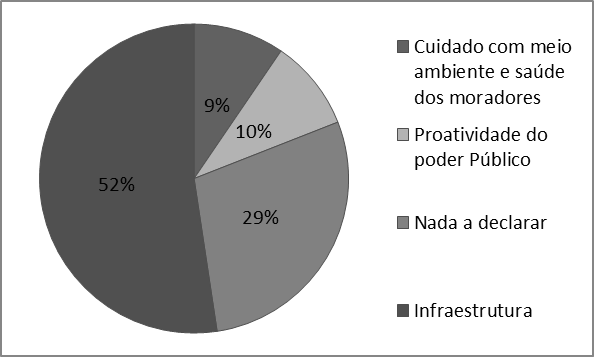 9%
10%
29%
52%
Cuidado com meio
ambiente e saúde
dos moradores
Proatividade do
poder Público
Nada a declarar
Infraestrutura